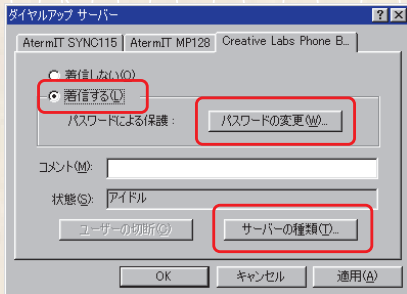 ダイヤルアップ サーバー
AtermIT SYNC115 AtermIT MP128 Creative Labs Phone B...
着信しない(O)
着信する(L)
パスワードによる保護： パスワードの変更(W)...
コメント(M):
状態(S): アイドル
ユーザーの切断(C) サーバーの種類(T)...
OK キャンセル 適用(A)